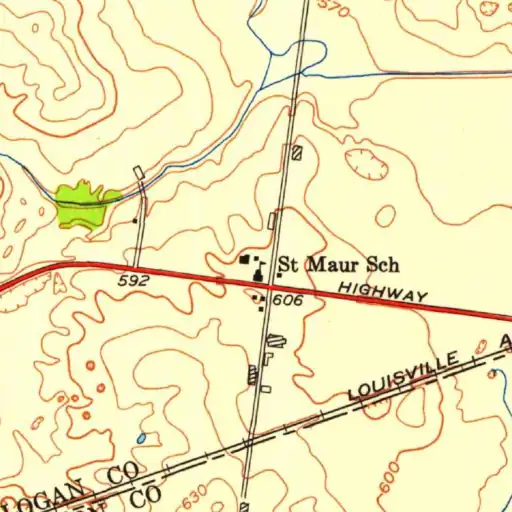 570
St Maur Sch
592
606
HIGHWAY
LOUISVILLE A
600
LOGAN CO
CO
630